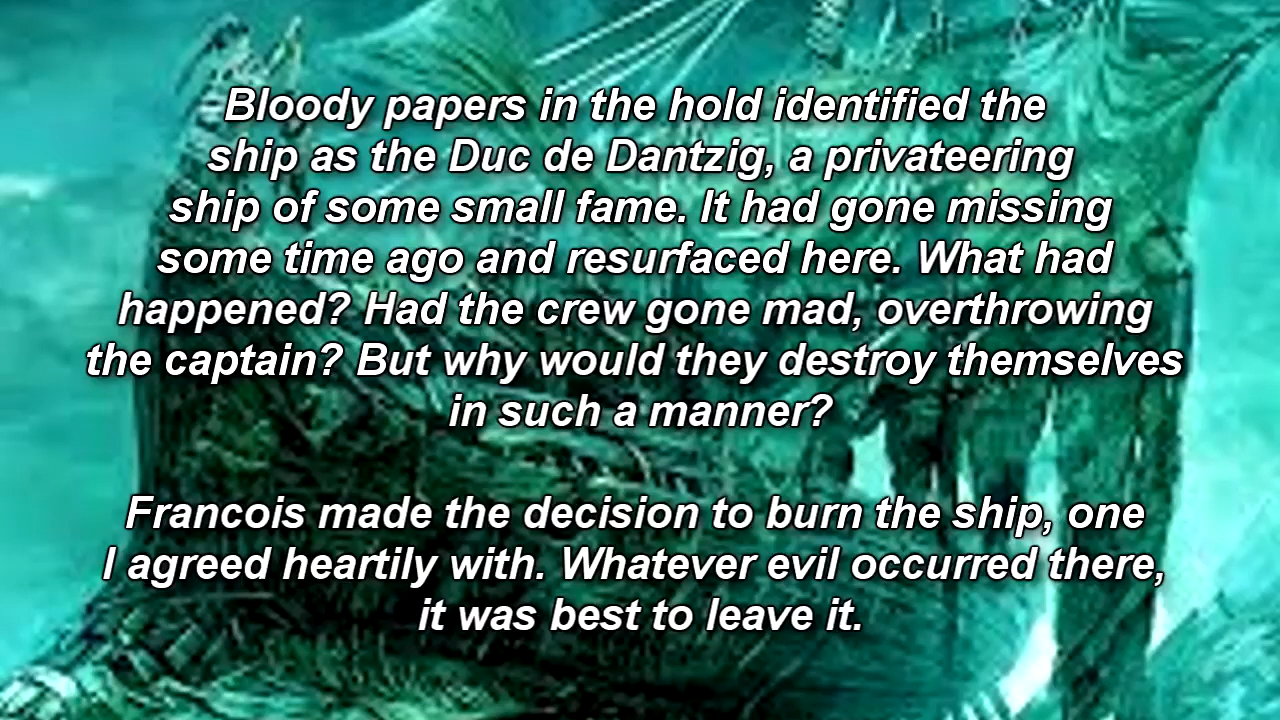 Bloody papers in the hold identified the
ship as the Duc de Dantzig, a privateering
ship of some small fame. It had gone missing
some time ago and resurfaced here. What had
happened? Had the crew gone mad, overthrowing
the captain? But why would they destroy themselves
in such a manner?
Francois made the decision to burn the ship, one
I agreed heartily with. Whatever evil occurred there,
it was best to leave it.